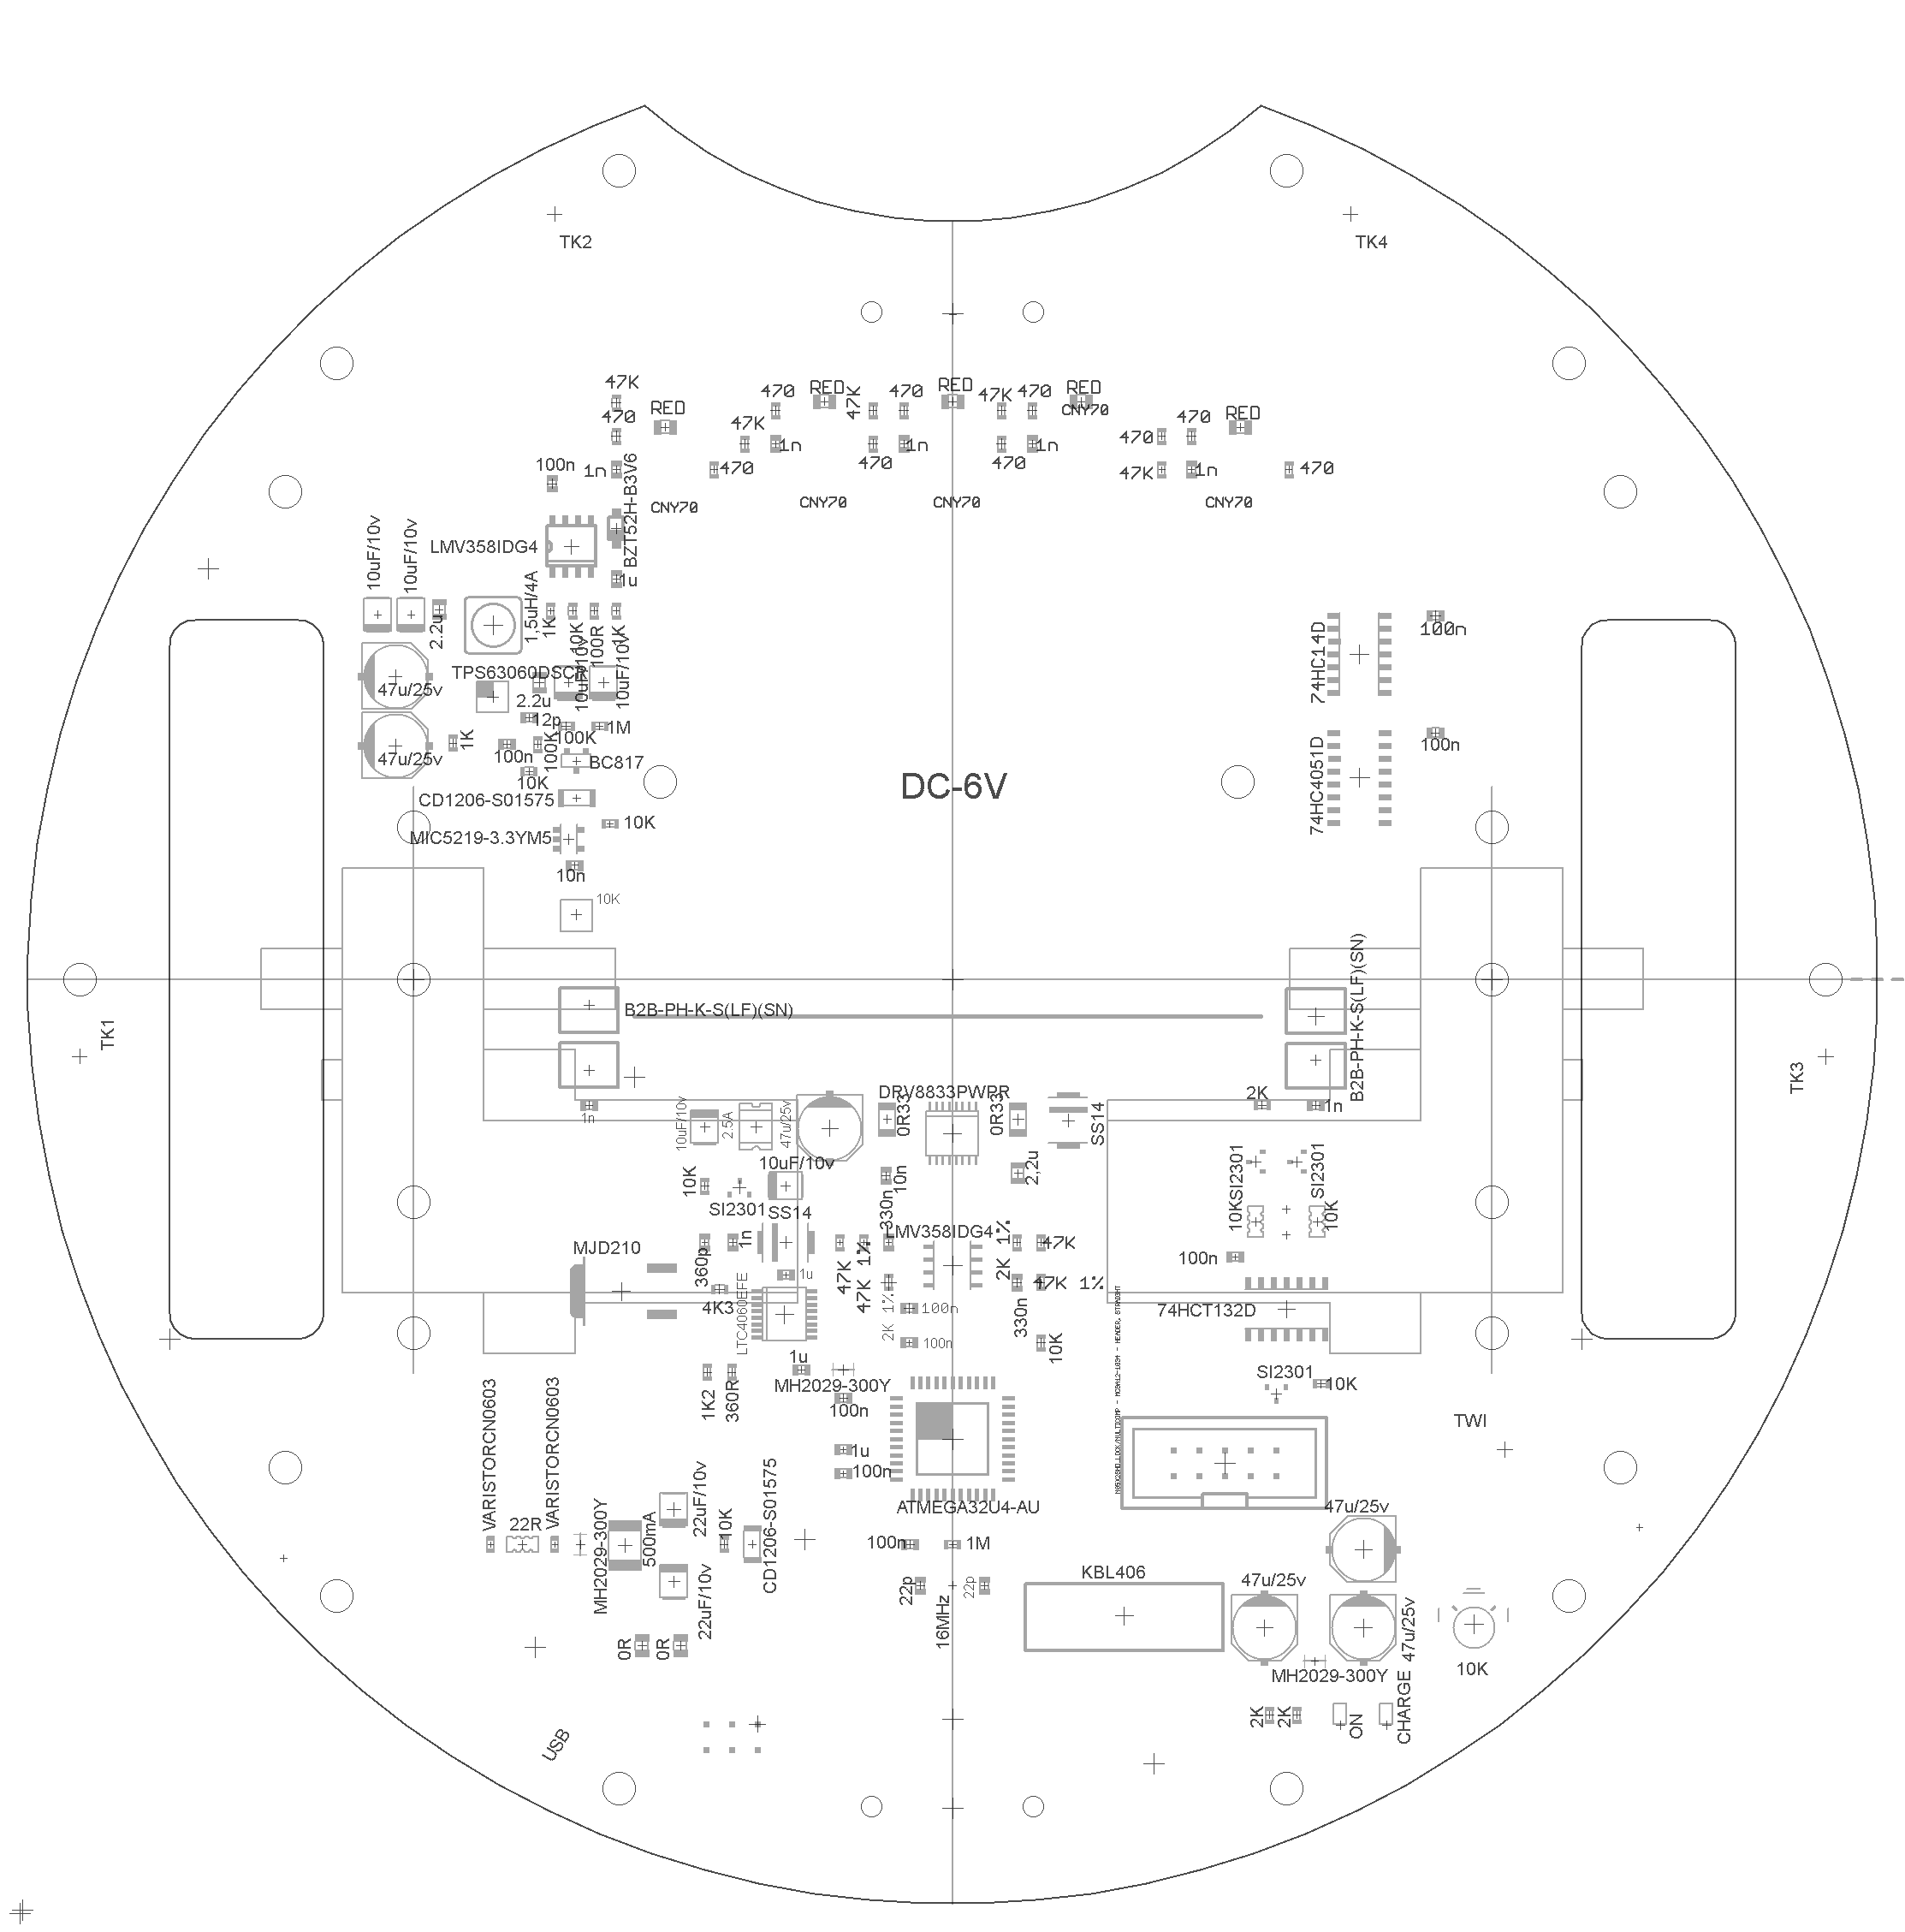 TK2
TK4
47K
470
RED
47K
RED
470
RED
47K
470
RED
CNY70
470
RED
470
47K
1n
470
1n
470
1n
470
470
47K
1n
470
100n
1n
CNY70
CNY70
CNY70
CNY70
BZT52H-B3V6
LMV358IDG4
10uF/10v
10uF/10v
1u
1,5uH/4A
2.2u
1K
10K
100R
1K
100n
74HC14D
TPS63060DSC
10uF/10v
10uF/10v
47u/25v
2.2u
12p
1M
100K
100K
1K
100n
47u/25v
10K
BC817
74HC4051D
100n
DC-6V
CD1206-S01575
10K
MIC5219-3.3YM5
10n
10K
B2B-PH-K-S(LF)(SN)
B2B-PH-K-S(LF)(SN)
TK1
TK3
1n
10uF/10v
2.5A
47u/25v
DRV8833PWPR
0R33
0R33
SS14
2K
1n
10uF/10v
10K
SI2301
SS14
10n
2,2u
330n
SI2301
SI2301
10K
10K
LMV358IDG4
MJD210
360p
1n
47K
47K 1%
2K 1%
47K
100n
1u
4K3
LTC4060EFE
2K 1%
100n
47K 1%
330n
74HCT132D
100n
10K
1u
MH2029-300Y
1K2
360R
100n
SI2301
10K
TWI
VARISTORCN0603
VARISTORCN0603
1u
100n
ATMEGA32U4-AU
22R
MH2029-300Y
500mA
22uF/10v
10K
CD1206-S01575
100n
1M
47u/25v
22uF/10v
22p
22p
16MHz
KBL406
47u/25v
47u/25v
0R
0R
MH2029-300Y
10K
2K
2K
ON
CHARGE
USB